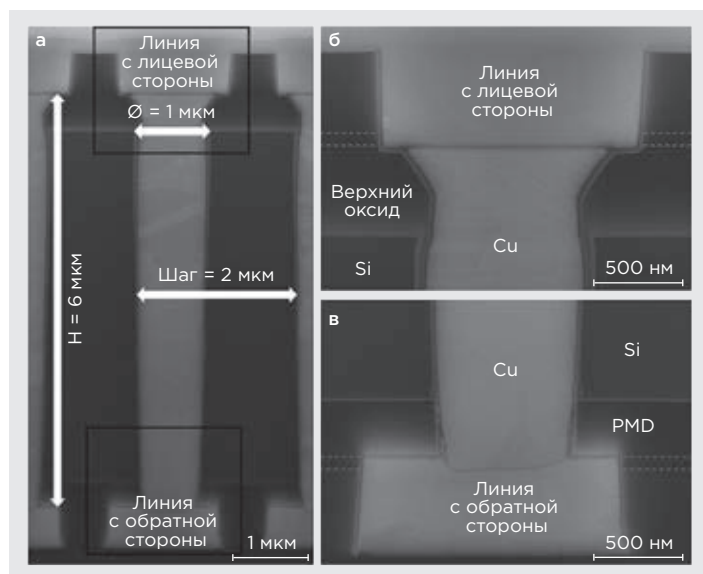 а
Линия
с лицевой
стороны
Ø = 1 мкм
H = 6 мкм
Шаг = 2 мкм
Линия
с обратной
стороны
1 мкм
б
Линия
с лицевой
стороны
Верхний
оксид
Cu
Si
500 нм
в
Si
Cu
PMD
Линия
с обратной
стороны
500 нм